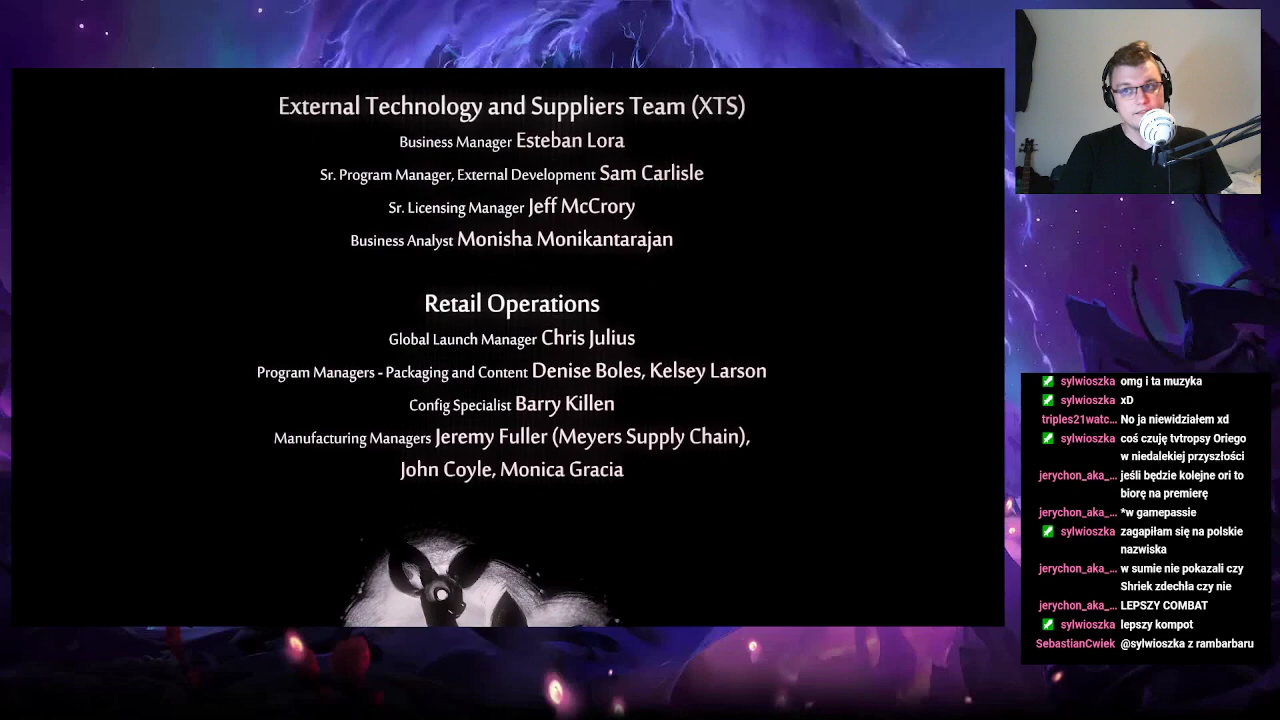 External Technology and Suppliers Team (XTS)
Business Manager Esteban Lora
Sr. Program Manager, External Development Sam Carlisle
Sr. Licensing Manager Jeff McCrory
Business Analyst Monisha Monikantarajan
Retail Operations
Global Launch Manager Chris Julius
Program Managers - Packaging and Content Denise Boles, Kelsey Larson
Config Specialist Barry Killen
Manufacturing Managers Jeremy Fuller (Meyers Supply Chain),
John Coyle, Monica Gracia
sylwioszka omg i ta muzyka
sylwioszka xD
triples21watc... No ja niewidziałem xd
sylwioszka coś czuję tvtropsy Oriego
w niedalekiej przyszłości
jerychon_aka_... jeśli będzie kolejne ori to
biorę na premierę
jerychon_aka_... *w gamepassie
sylwioszka zagapiłam się na polskie
nazwiska
jerychon_aka_... w sumie nie pokazali czy
Shriek zdechła czy nie
jerychon_aka_... LEPSZY COMBAT
sylwioszka lepszy kompot
SebastianCwiek @sylwioszka z rambarbaru